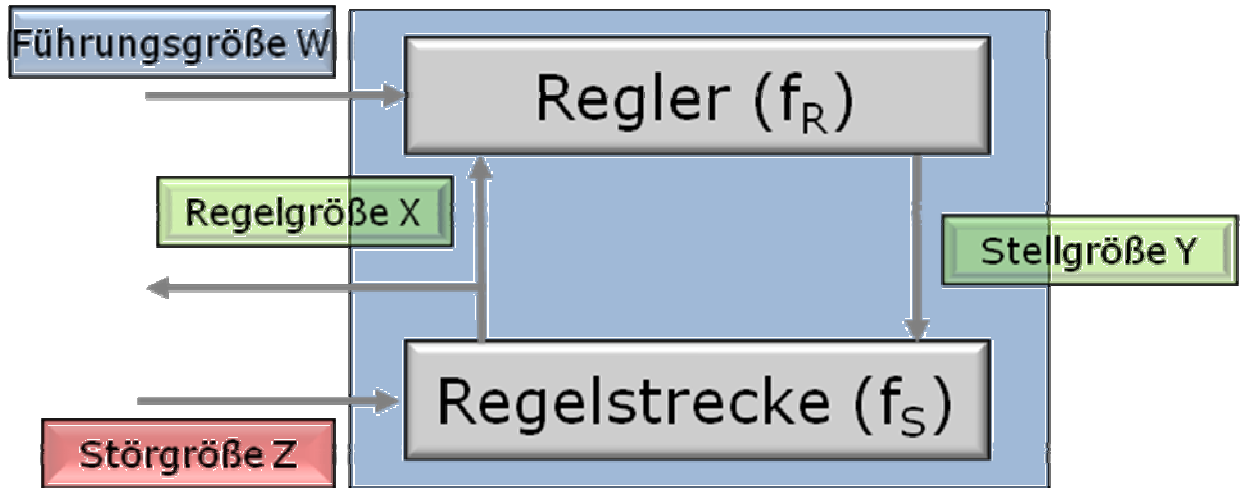 Führungsgröße W
Regler (fR)
Regelgröße X
Stellgröße Y
Regelstrecke (fS)
Störgröße Z